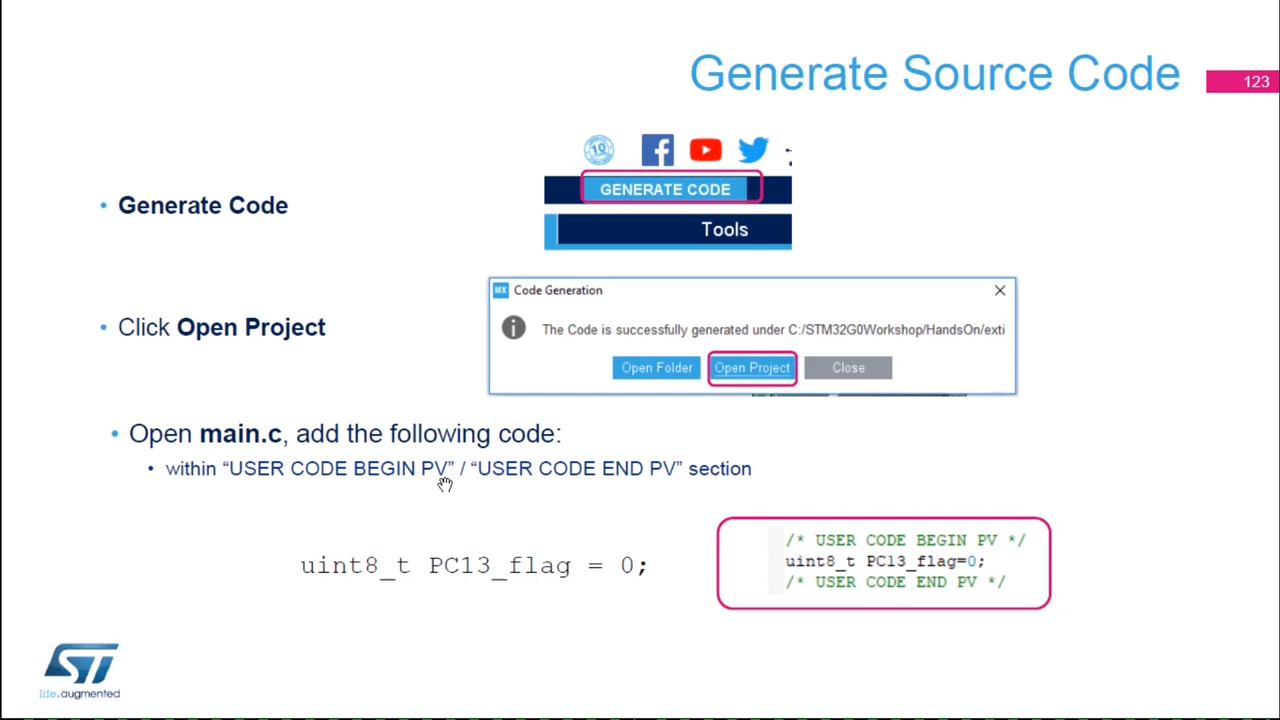 Generate Source Code
123
10
GENERATE CODE
• Generate Code
Tools
MX Code Generation
• Click Open Project
The Code is successfully generated under C:/STM32G0Workshop/HandsOn/exti
Open Folder Open Project Close
• Open main.c, add the following code:
• within “USER CODE BEGIN PV” / “USER CODE END PV” section
uint8_t PC13_flag = 0;
/* USER CODE BEGIN PV */
uint8_t PC13_flag=0;
/* USER CODE END PV */
ST
life.augmented